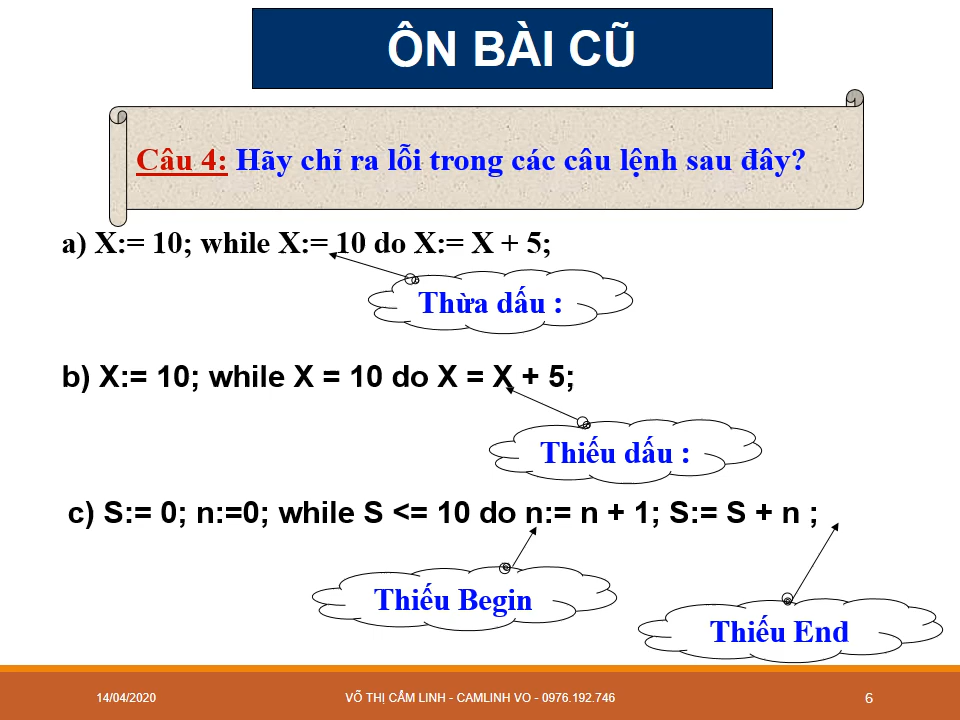 ÔN BÀI CŨ
Câu 4: Hãy chỉ ra lỗi trong các câu lệnh sau đây?
a) X:= 10; while X:= 10 do X:= X + 5;
Thừa dấu :
b) X:= 10; while X = 10 do X = X + 5;
Thiếu dấu :
c) S:= 0; n:=0; while S <= 10 do n:= n + 1; S:= S + n ;
Thiếu Begin
Thiếu End
14/04/2020
VÕ THỊ CẨM LINH - CAMLINH VO - 0976.192.746
6